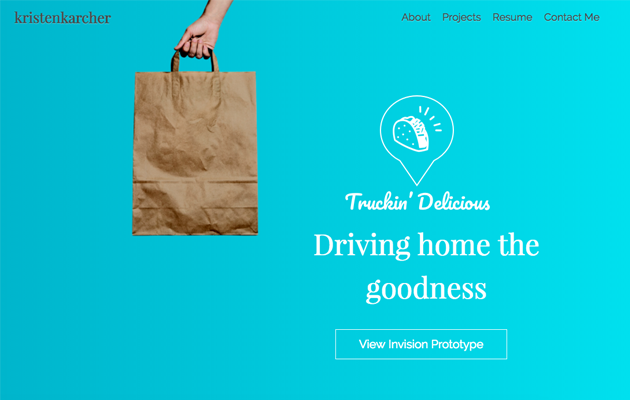 kristenkarcher
About Projects Resume Contact Me
Truckin' Delicious
Driving home the
goodness
View Invision Prototype